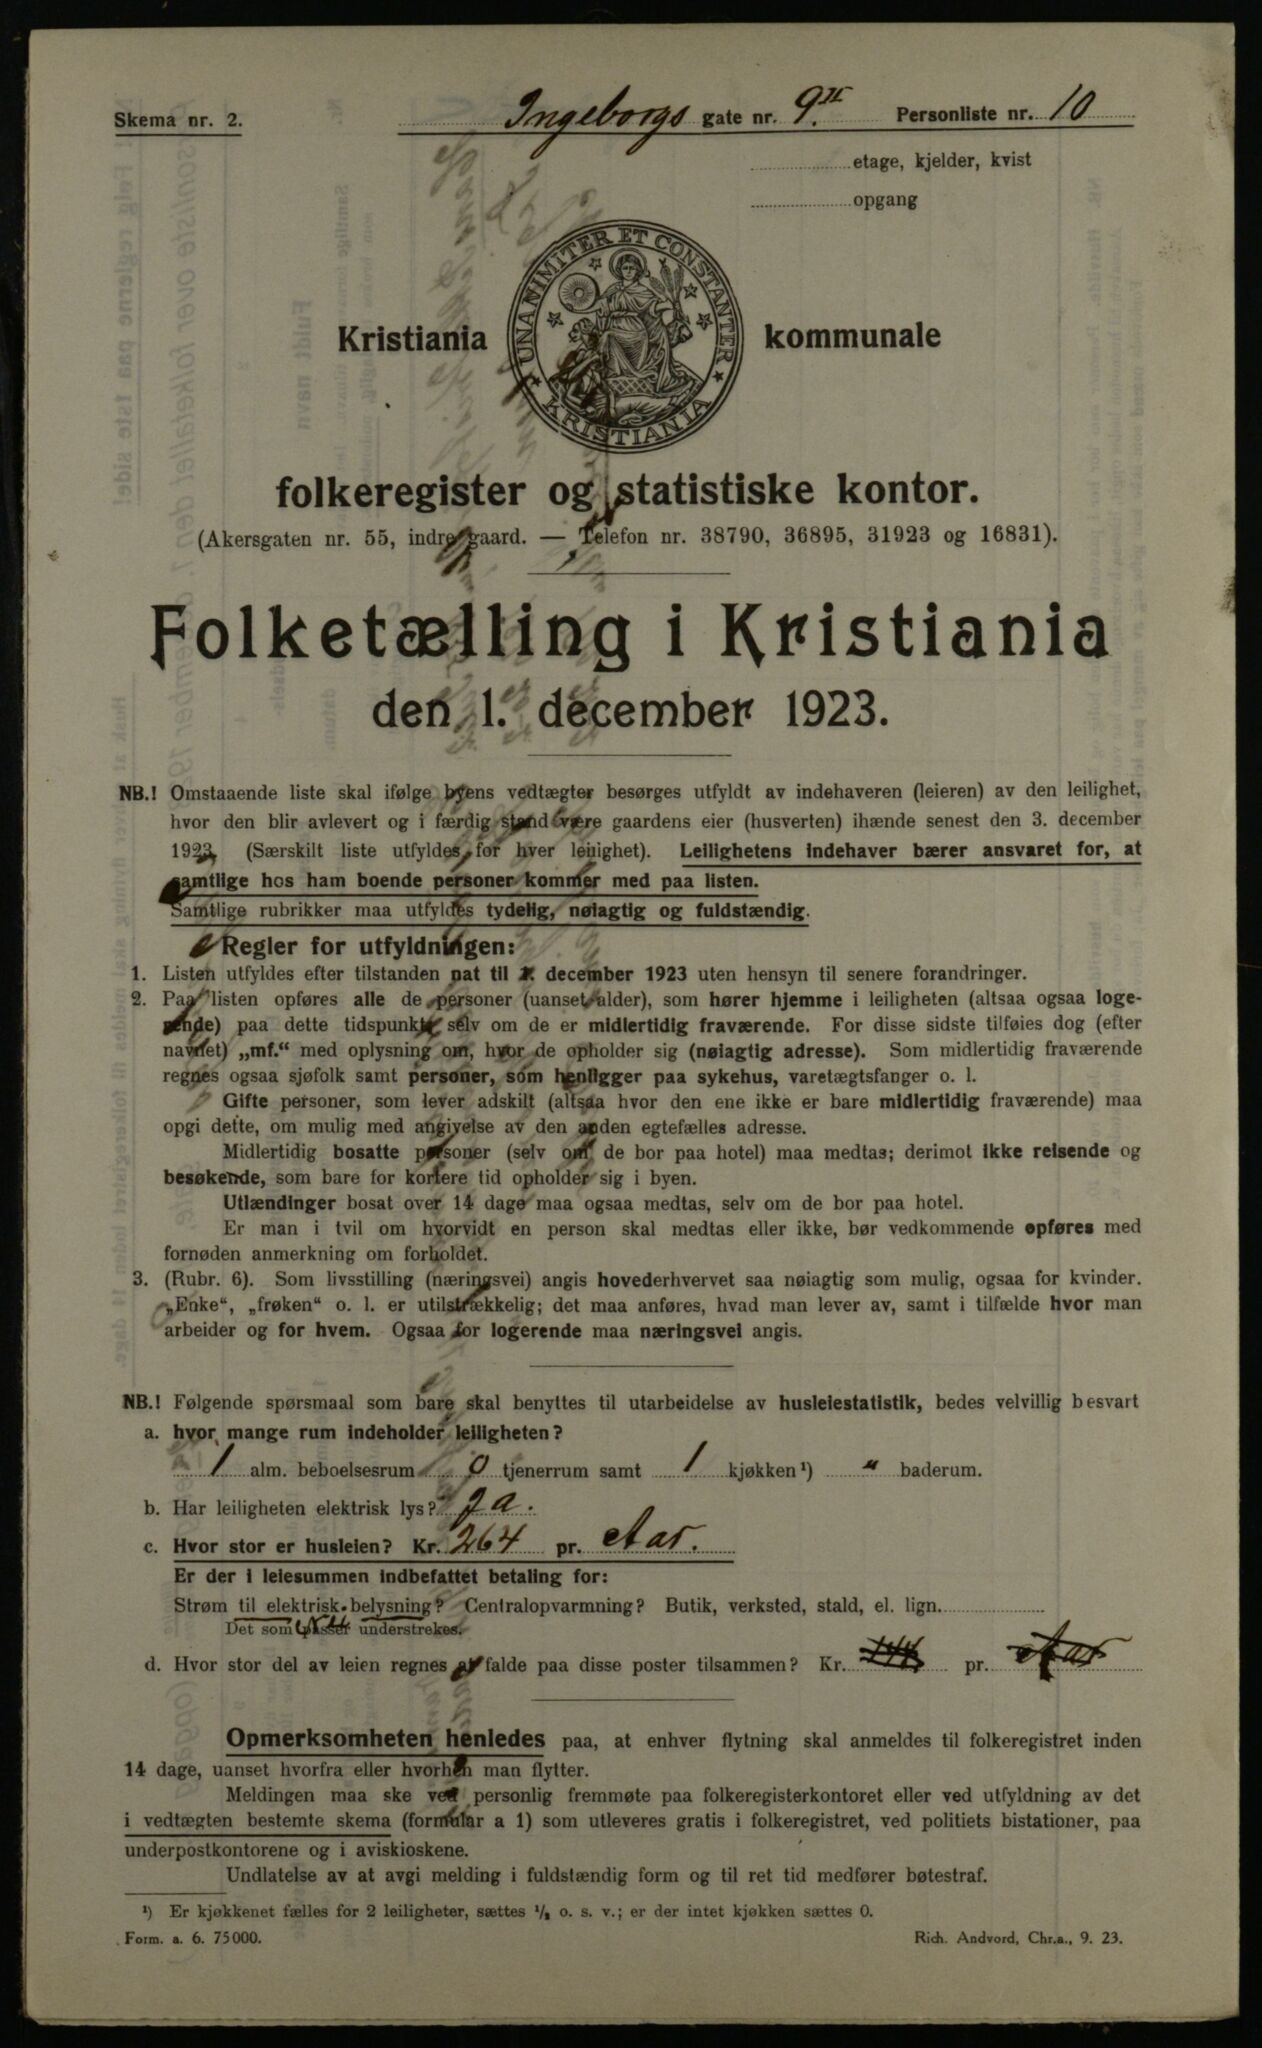 Skema nr. 2.
Ingeborgs gate nr. 9. Personliste nr. 10
etage, kjelder, kvist
opgang
UNANIMITER ET CONSTANTER
KRISTIANIA
Kristiania kommunale
folkeregister og statistiske kontor.
(Akersgaten nr. 55, indre gaard. — Telefon nr. 38790, 36895, 31923 og 16831).
Folketælling i Kristiania
den 1. december 1923.
NB.! Omstaaende liste skal ifølge byens vedtægter besørges utfyldt av indehaveren (leieren) av den leilighet,
hvor den blir avlevert og i færdig stand være gaardens eier (husverten) ihænde senest den 3. december
1923. (Særskilt liste utfyldes for hver leilighet). Leilighetens indehaver bærer ansvaret for, at
samtlige hos ham boende personer kommer med paa listen.
Samtlige rubrikker maa utfyldes tydelig, nøiagtig og fuldstændig.
Regler for utfyldningen:
1. Listen utfyldes efter tilstanden nat til 1. december 1923 uten hensyn til senere forandringer.
2. Paa listen opføres alle de personer (uanset alder), som hører hjemme i leiligheten (altsaa ogsaa loge-
rende) paa dette tidspunkt, selv om de er midlertidig fraværende. For disse sidste tilføies dog (efter
navnet) „mf.“ med oplysning om, hvor de opholder sig (nøiagtig adresse). Som midlertidig fraværende
regnes ogsaa sjøfolk samt personer, som henligger paa sykehus, varetægtsfanger o. l.
Gifte personer, som lever adskilt (altsaa hvor den ene ikke er bare midlertidig fraværende) maa
opgi dette, om mulig med angivelse av den anden egtefælles adresse.
Midlertidig bosatte personer (selv om de bor paa hotel) maa medtas; derimot ikke reisende og
besøkende, som bare for kortere tid opholder sig i byen.
Utlændinger bosat over 14 dage maa ogsaa medtas, selv om de bor paa hotel.
Er man i tvil om hvorvidt en person skal medtas eller ikke, bør vedkommende opføres med
fornøden anmerkning om forholdet.
3. (Rubr. 6). Som livsstilling (næringsvei) angis hovederhvervet saa nøiagtig som mulig, ogsaa for kvinder.
„Enke“, „frøken“ o. l. er utilstrækkelig; det maa anføres, hvad man lever av, samt i tilfælde hvor man
arbeider og for hvem. Ogsaa for logerende maa næringsvei angis.
NB.! Følgende spørsmaal som bare skal benyttes til utarbeidelse av husleiestatistik, bedes velvillig besvart
a. hvor mange rum indeholder leiligheten?
1 alm. beboelsesrum 0 tjenerrum samt 1 kjøkken ¹) " baderum.
b. Har leiligheten elektrisk lys? Ja.
c. Hvor stor er husleien? Kr. 264 pr. Aar.
Er der i leiesummen indbefattet betaling for:
Strøm til elektrisk belysning? Centralopvarmning? Butik, verksted, stald, el. lign.
Det som passer understrekes.
d. Hvor stor del av leien regnes at falde paa disse poster tilsammen? Kr. 144 pr. Aar
Opmerksomheten henledes paa, at enhver flytning skal anmeldes til folkeregistret inden
14 dage, uanset hvorfra eller hvorhen man flytter.
Meldingen maa ske ved personlig fremmøte paa folkeregisterkontoret eller ved utfyldning av det
i vedtægten bestemte skema (formular a 1) som utleveres gratis i folkeregistret, ved politiets bistationer, paa
underpostkontorene og i aviskioskene.
Undlatelse av at avgi melding i fuldstændig form og til ret tid medfører bøtestraf.
¹) Er kjøkkenet fælles for 2 leiligheter, sættes ½ o. s. v.; er der intet kjøkken sættes 0.
Form. a. 6. 75000. Rich. Andvord, Chr.a., 9. 23.